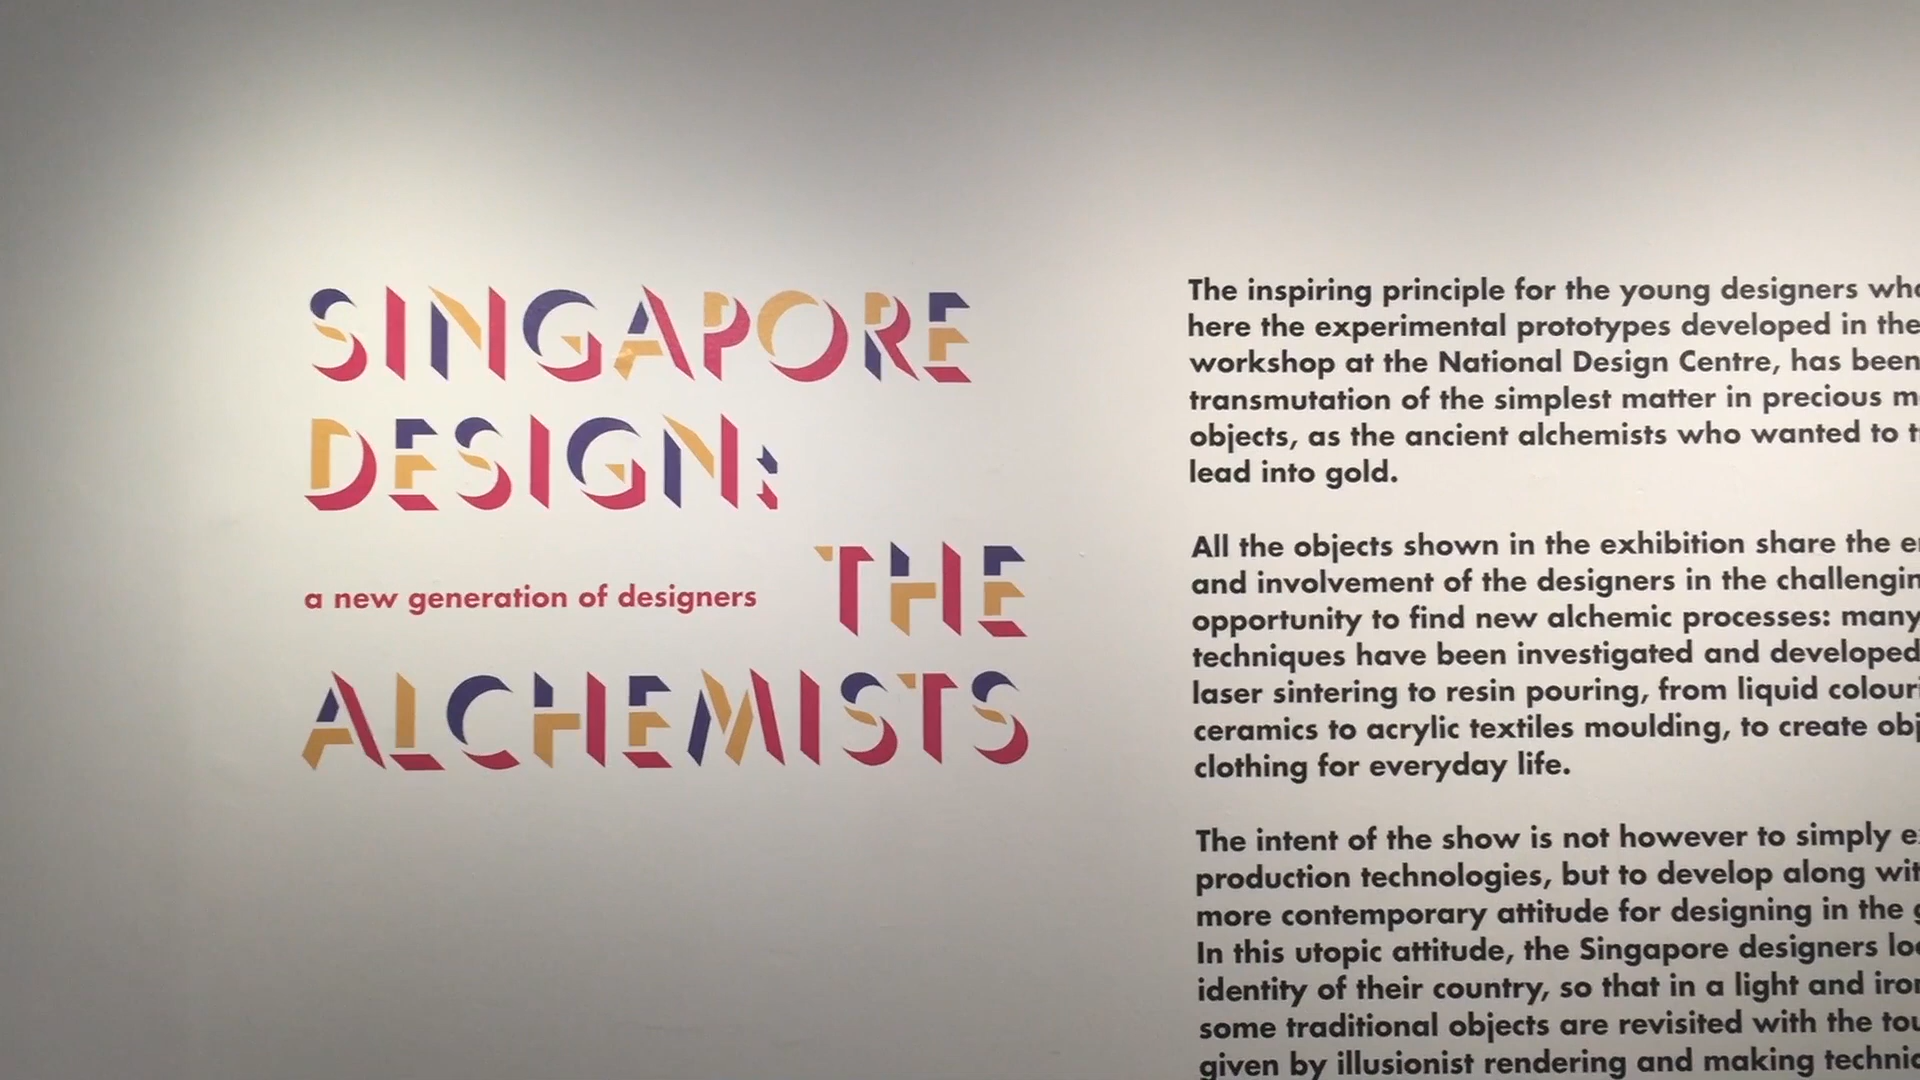 SINGAPORE
DESIGN:
a new generation of designers
THE
ALCHEMISTS
The inspiring principle for the young designers
here the experimental prototypes developed in the
workshop at the National Design Centre, has been
transmutation of the simplest matter in precious
objects, as the ancient alchemists who wanted to
lead into gold.
All the objects shown in the exhibition share the
and involvement of the designers in the
opportunity to find new alchemic processes: many
techniques have been investigated and developed
laser sintering to resin pouring, from liquid
ceramics to acrylic textiles moulding, to create
clothing for everyday life.
The intent of the show is not however to simply
production technologies, but to develop along
more contemporary attitude for designing in the
In this utopic attitude, the Singapore designers
identity of their country, so that in a light and
some traditional objects are revisited with the
given by illusionist rendering and making